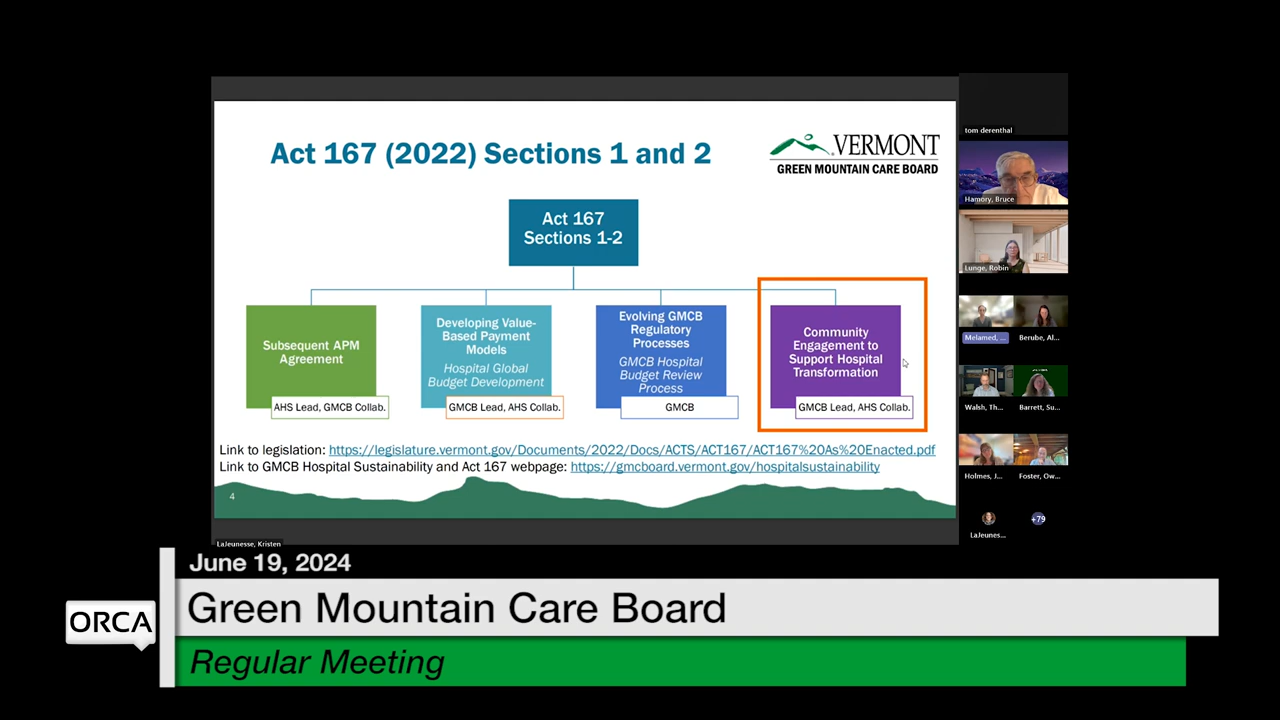 Act 167 (2022) Sections 1 and 2
VERMONT
GREEN MOUNTAIN CARE BOARD
Act 167
Sections 1-2
Subsequent APM
Agreement
AHS Lead, GMCB Collab.
Developing Value-
Based Payment
Models
Hospital Global
Budget Development
GMCB Lead, AHS Collab.
Evolving GMCB
Regulatory
Processes
GMCB Hospital
Budget Review
Process
GMCB
Community
Engagement to
Support Hospital
Transformation
GMCB Lead, AHS Collab.
Link to legislation: https://legislature.vermont.gov/Documents/2022/Docs/ACTS/ACT167/ACT167%20As%20Enacted.pdf
Link to GMCB Hospital Sustainability and Act 167 webpage: https://gmcboard.vermont.gov/hospitalsustainability
4
tom derenthal
Hamory, Bruce
Lunge, Robin
Melamed, ...
Berube, Al...
Walsh, Th...
Barrett, Su...
Holmes, J...
Foster, Ow...
LaJeunes...
+79
LaJeunesse, Kristen
June 19, 2024
ORCA
Green Mountain Care Board
Regular Meeting